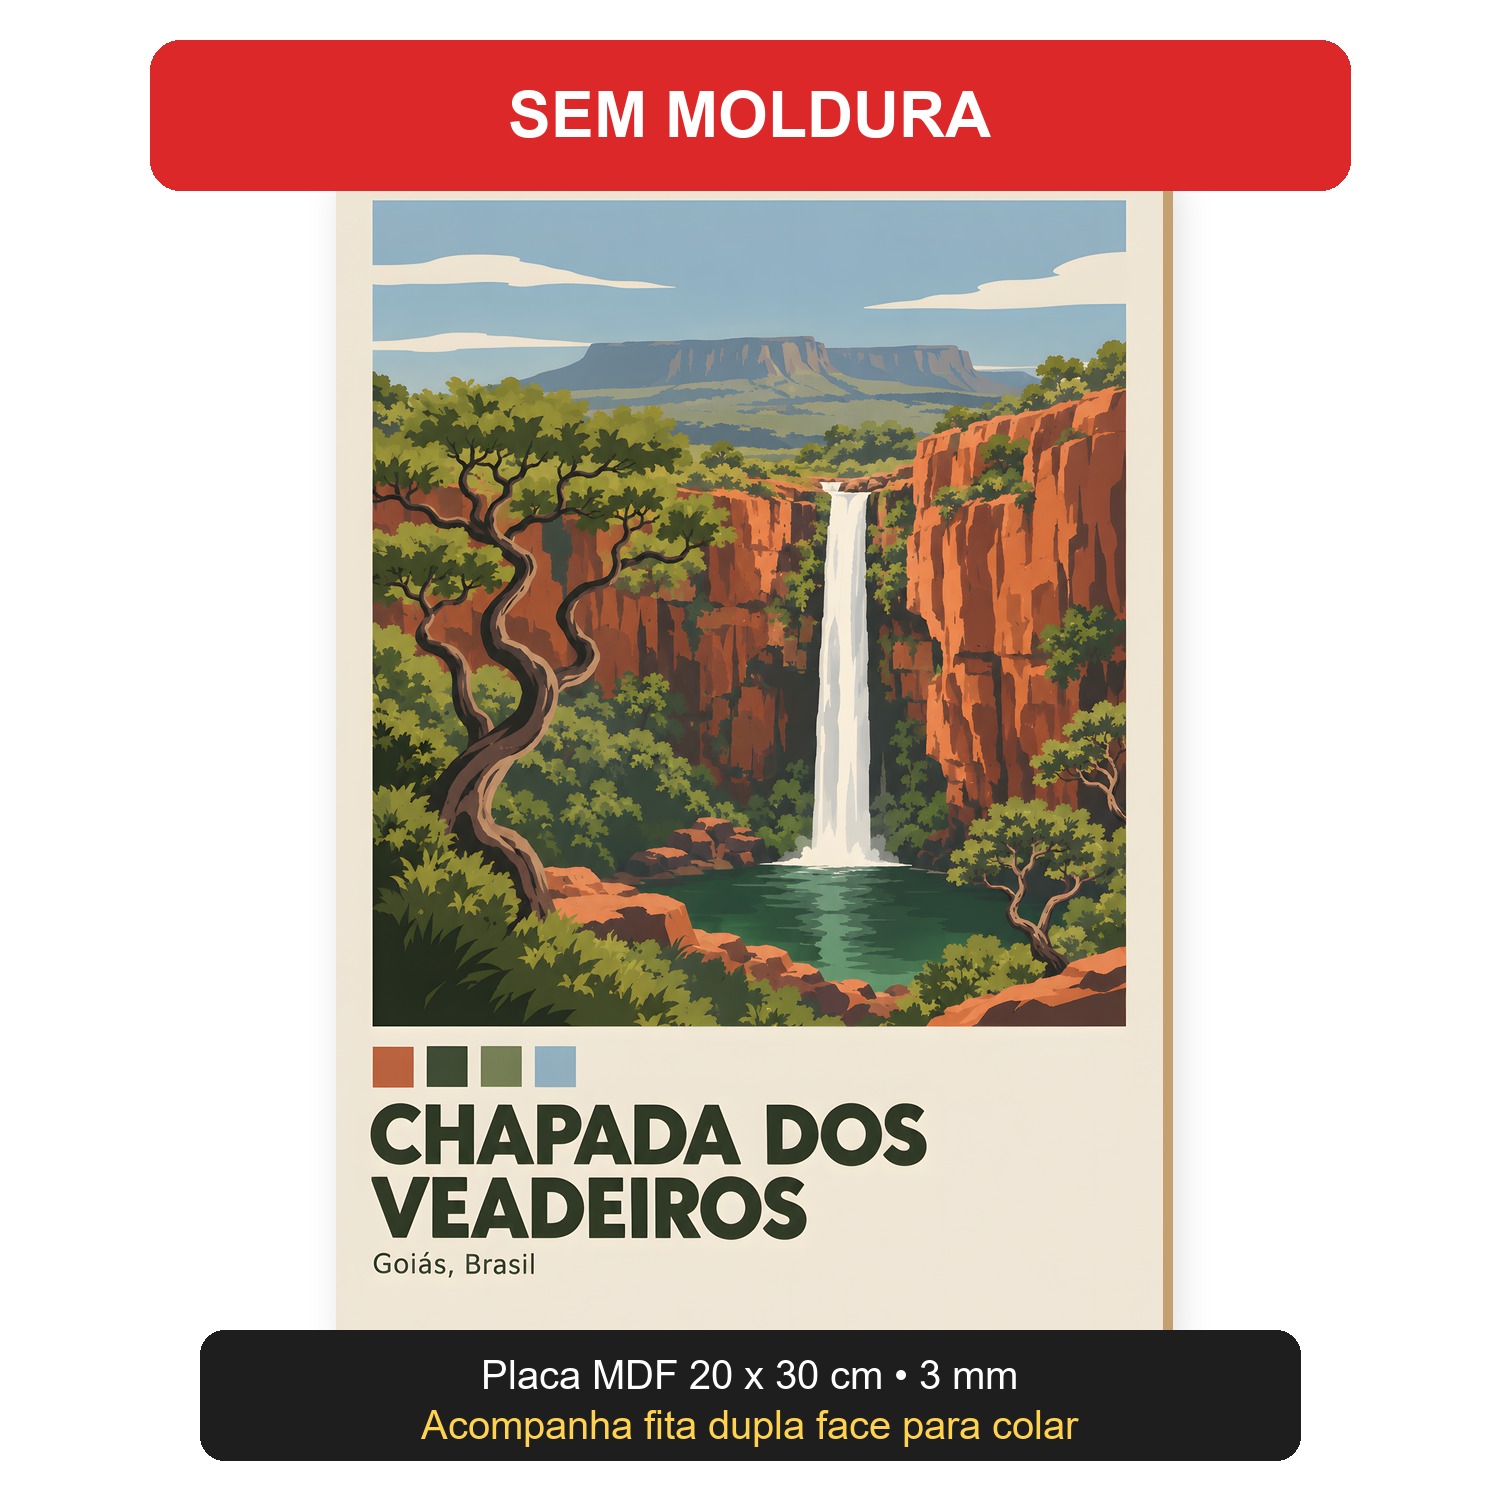 SEM MOLDURA
CHAPADA DOS
VEADEIROS
Goiás, Brasil
Placa MDF 20 x 30 cm • 3 mm
Acompanha fita dupla face para colar